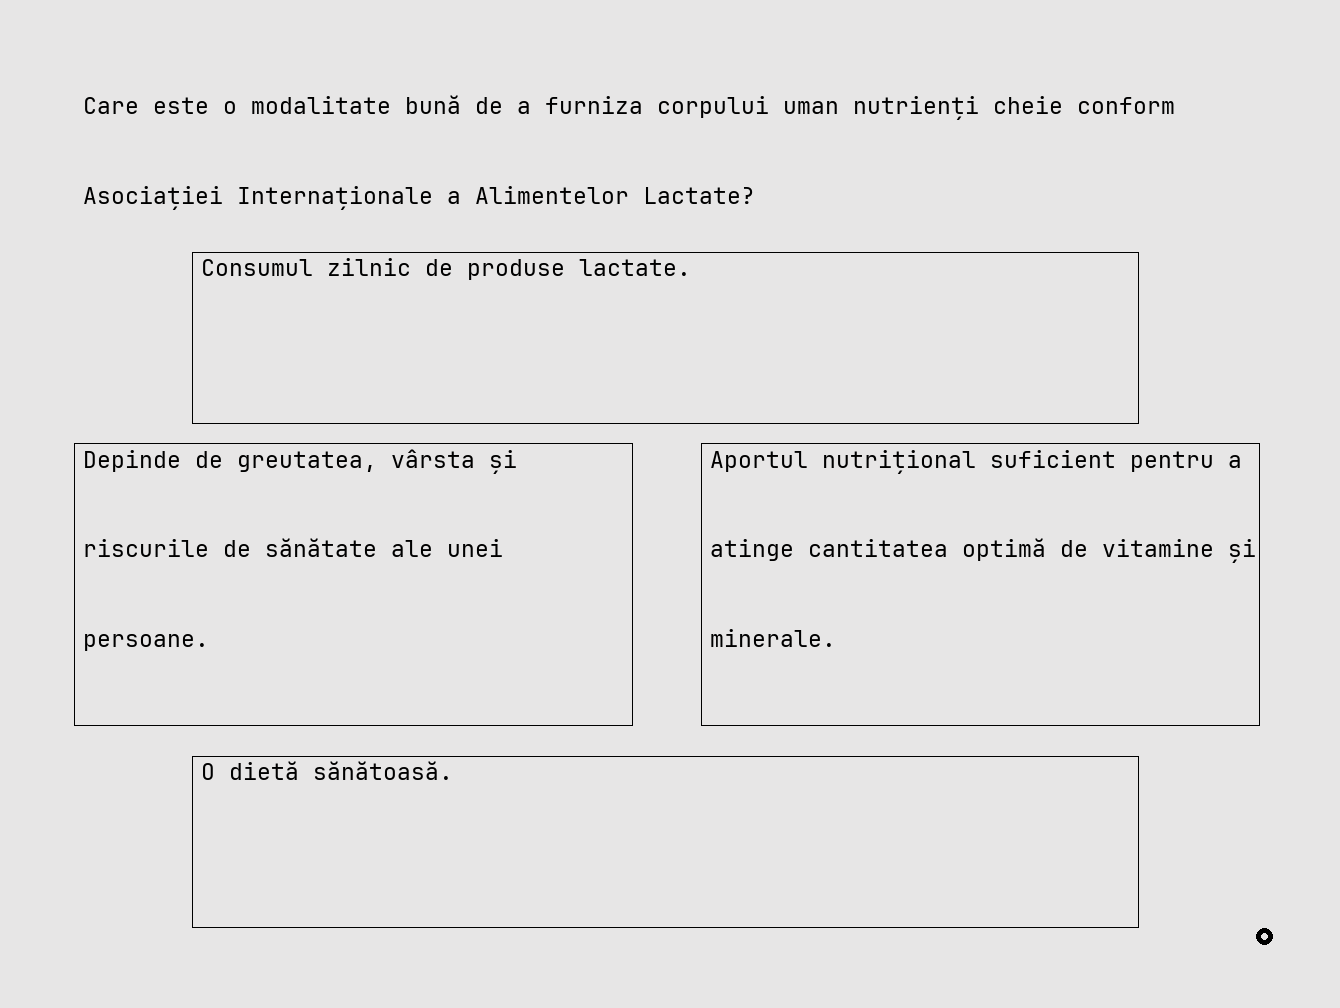 Care este o modalitate bună de a furniza corpului uman nutrienți cheie conform
Asociației Internaționale a Alimentelor Lactate?
Consumul zilnic de produse lactate.
Depinde de greutatea, vârsta și
riscurile de sănătate ale unei
persoane.
Aportul nutrițional suficient pentru a
atinge cantitatea optimă de vitamine și
minerale.
O dietă sănătoasă.